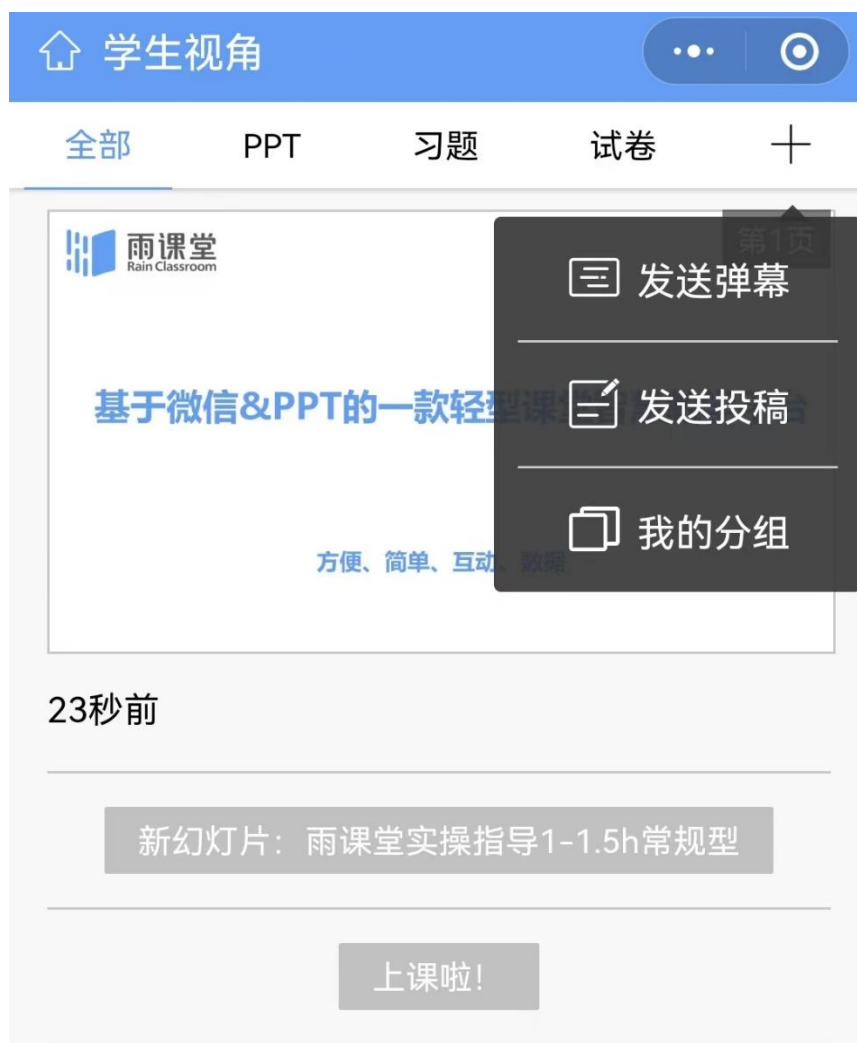 学生视角
全部 PPT 习题 试卷
雨课堂
Rain Classroom
第1页
发送弹幕
基于微信&PPT的一款轻型课堂
发送投稿
我的分组
方便、简单、互动、数据
23秒前
新幻灯片：雨课堂实操指导1-1.5h常规型
上课啦！